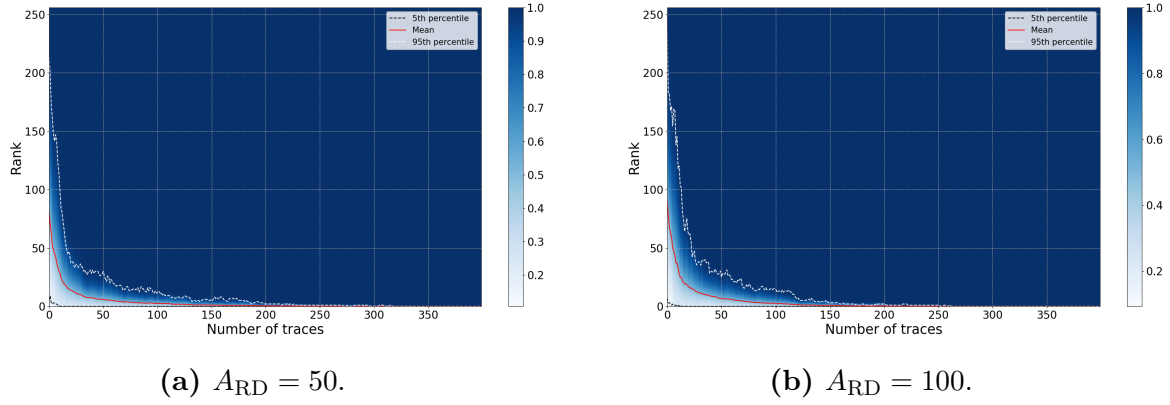 250
200
150
100
50
0
Rank
0 50 100 150 200 250 300 350
Number of traces
5th percentile
Mean
95th percentile
1.0
0.9
0.8
0.7
0.6
0.5
0.4
0.3
0.2
(a) A_RD = 50.
250
200
150
100
50
0
Rank
0 50 100 150 200 250 300 350
Number of traces
5th percentile
Mean
95th percentile
1.0
0.8
0.6
0.4
0.2
(b) A_RD = 100.